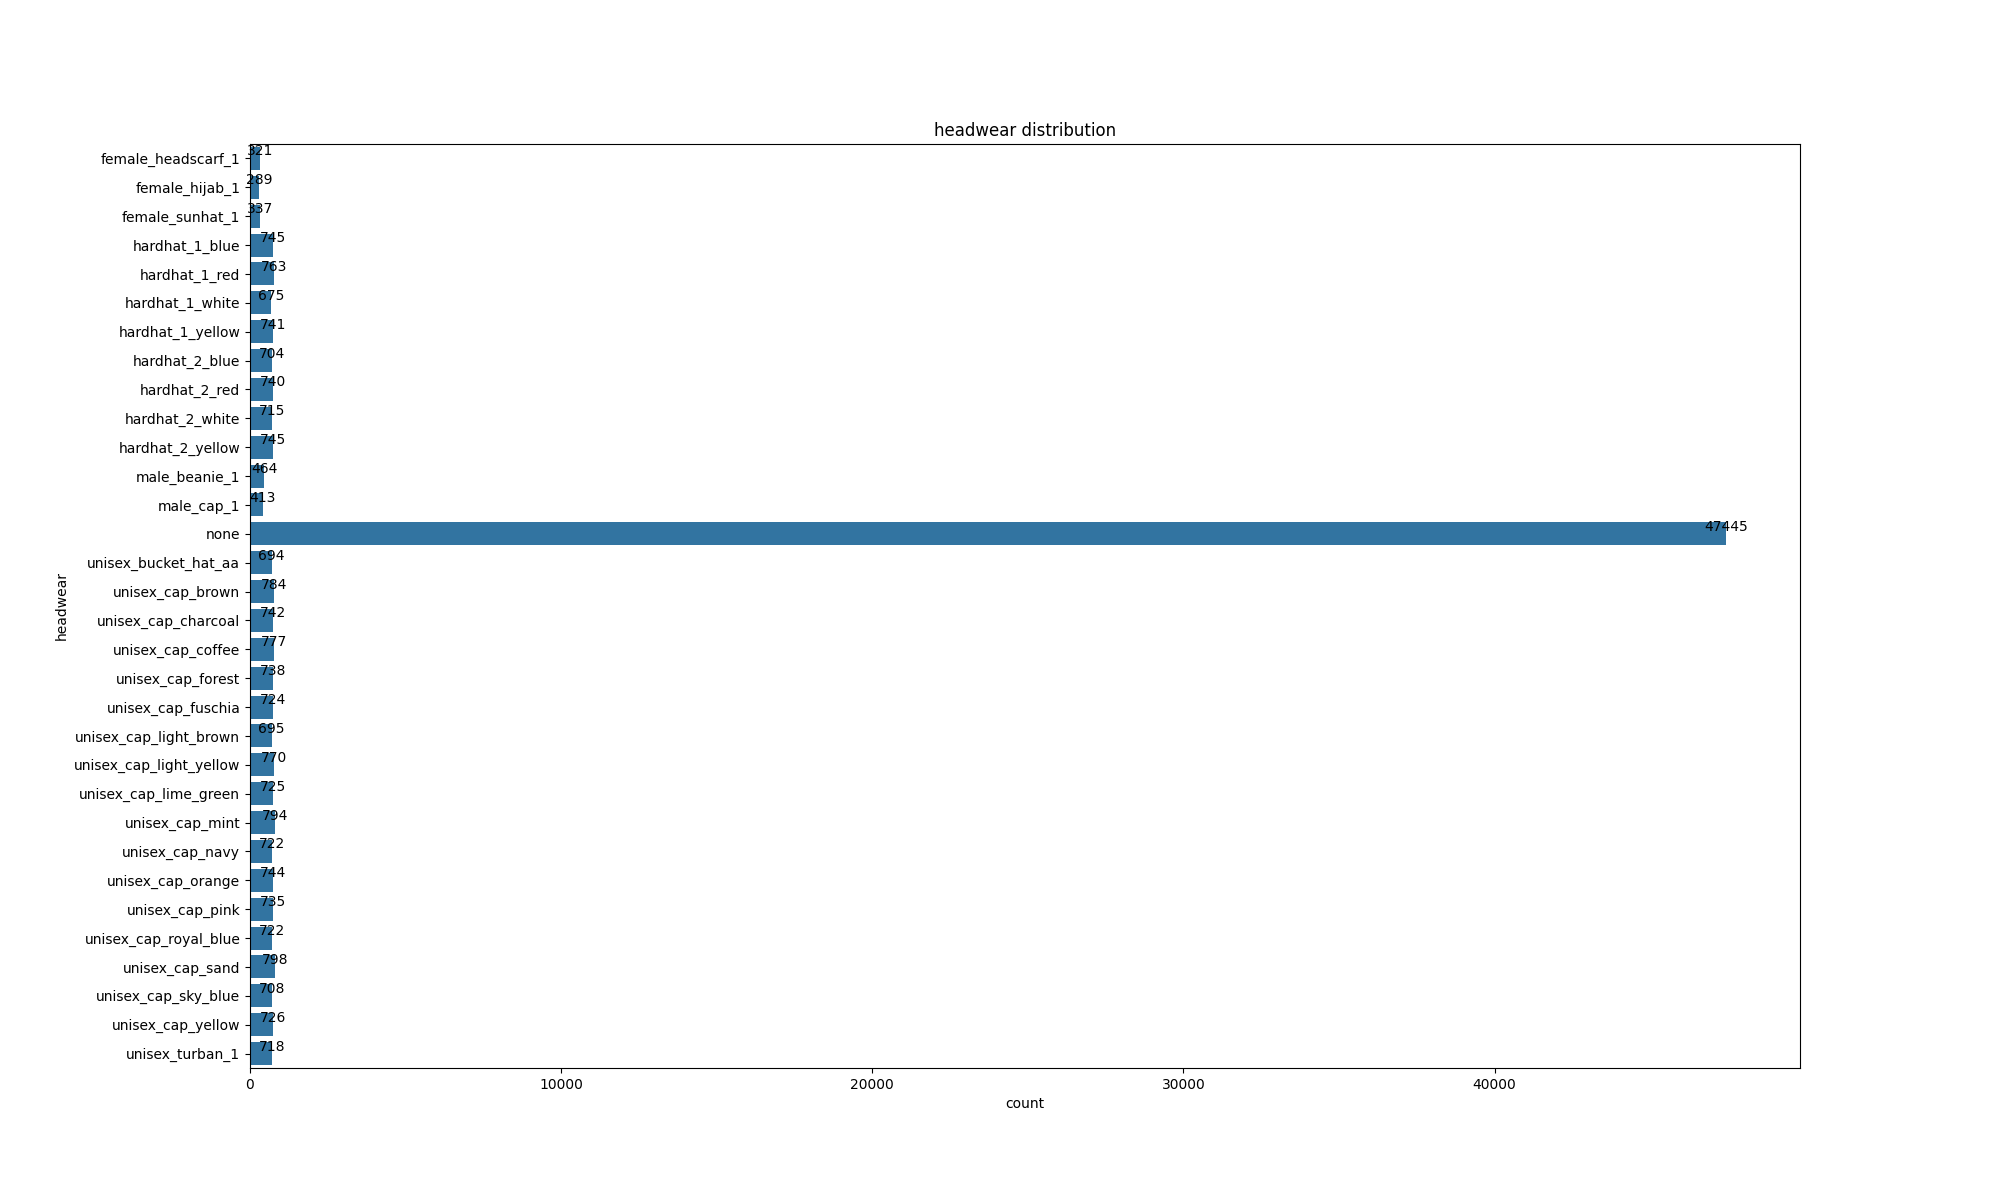 headwear distribution
female_headscarf_1 321
female_hijab_1 289
female_sunhat_1 337
hardhat_1_blue 745
hardhat_1_red 763
hardhat_1_white 675
hardhat_1_yellow 741
hardhat_2_blue 704
hardhat_2_red 740
hardhat_2_white 715
hardhat_2_yellow 745
male_beanie_1 464
male_cap_1 413
none 47445
unisex_bucket_hat_aa 694
unisex_cap_brown 784
unisex_cap_charcoal 742
unisex_cap_coffee 777
unisex_cap_forest 738
unisex_cap_fuschia 724
unisex_cap_light_brown 695
unisex_cap_light_yellow 770
unisex_cap_lime_green 725
unisex_cap_mint 794
unisex_cap_navy 722
unisex_cap_orange 744
unisex_cap_pink 735
unisex_cap_royal_blue 722
unisex_cap_sand 798
unisex_cap_sky_blue 708
unisex_cap_yellow 726
unisex_turban_1 718
headwear
0 10000 20000 30000 40000
count